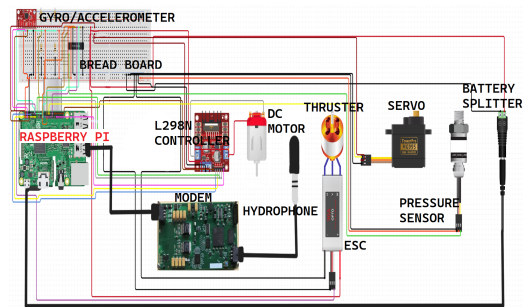 GYRO/ACCELEROMETER
BREAD BOARD
RASPBERRY PI
L298N
CONTROLLER
DC
MOTOR
THRUSTER
SERVO
BATTERY
SPLITTER
MODEM
HYDROPHONE
ESC
PRESSURE
SENSOR